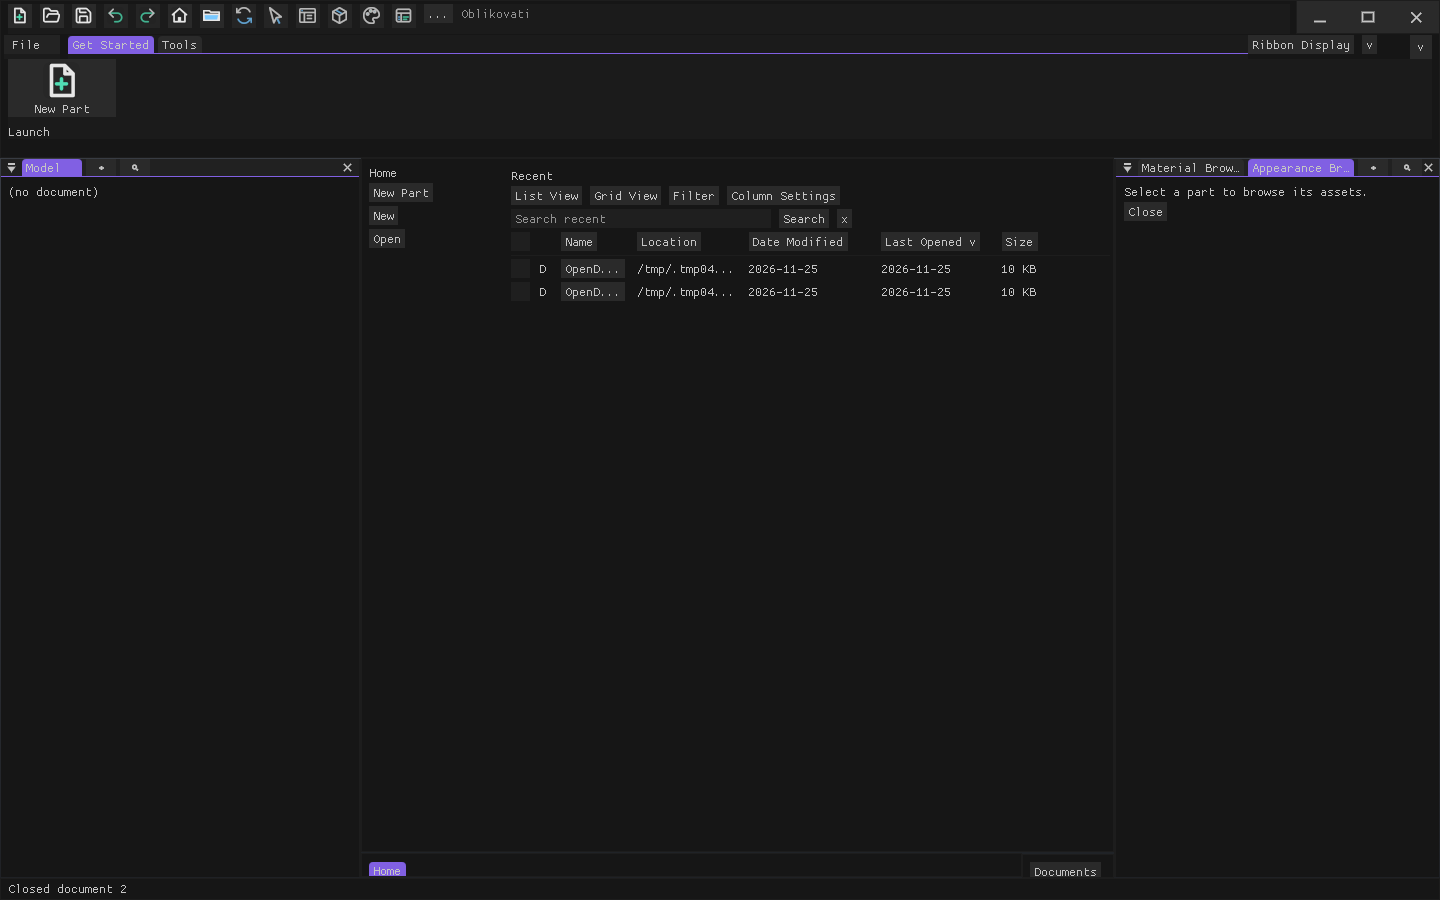 ... Oblikovati
File Get Started Tools Ribbon Display v v
New Part
Launch
Model
(no document)
Home
New Part
New
Open
Recent
List View Grid View Filter Column Settings
Search recent Search x
Name Location Date Modified Last Opened v Size
D OpenD... /tmp/.tmp04... 2026-11-25 2026-11-25 10 KB
D OpenD... /tmp/.tmp04... 2026-11-25 2026-11-25 10 KB
Material Brow… Appearance Br…
Select a part to browse its assets.
Close
Home Documents
Closed document 2